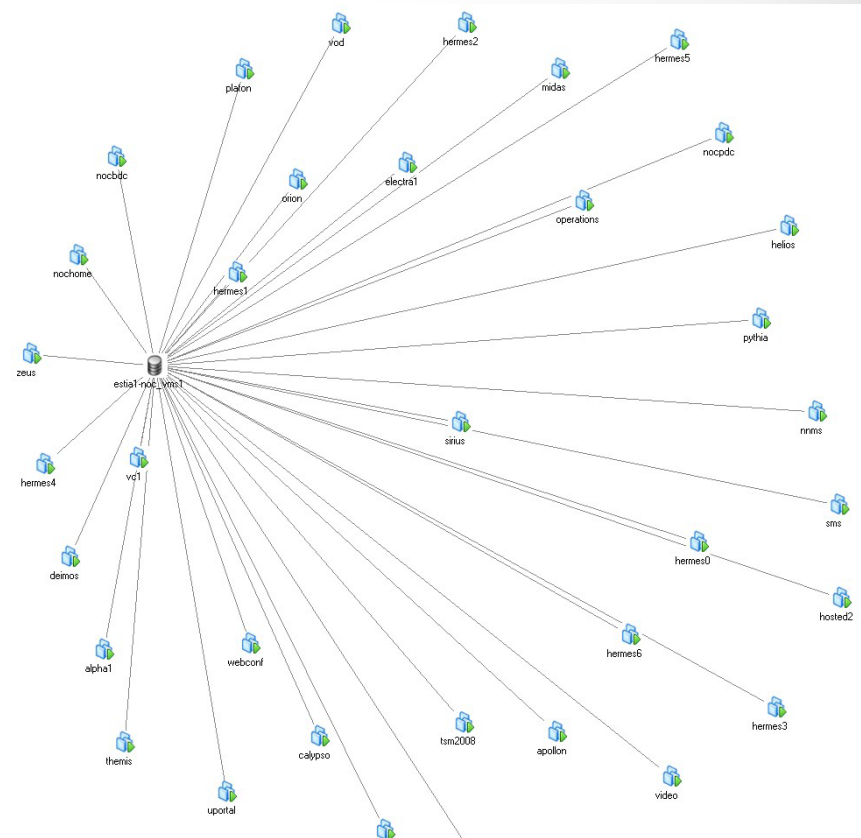 vod
hermes2
hermes5
plafon
midas
nocpdc
nocbdc
electra1
orion
operations
helios
nochome
hermes1
pythia
zeus
estia1-noc_vms1
nnms
sirius
hermes4
vc1
sms
hermes0
deimos
hosted2
hermes6
webconf
alpha1
hermes3
tsm2008
apollon
calypso
themis
video
uportal